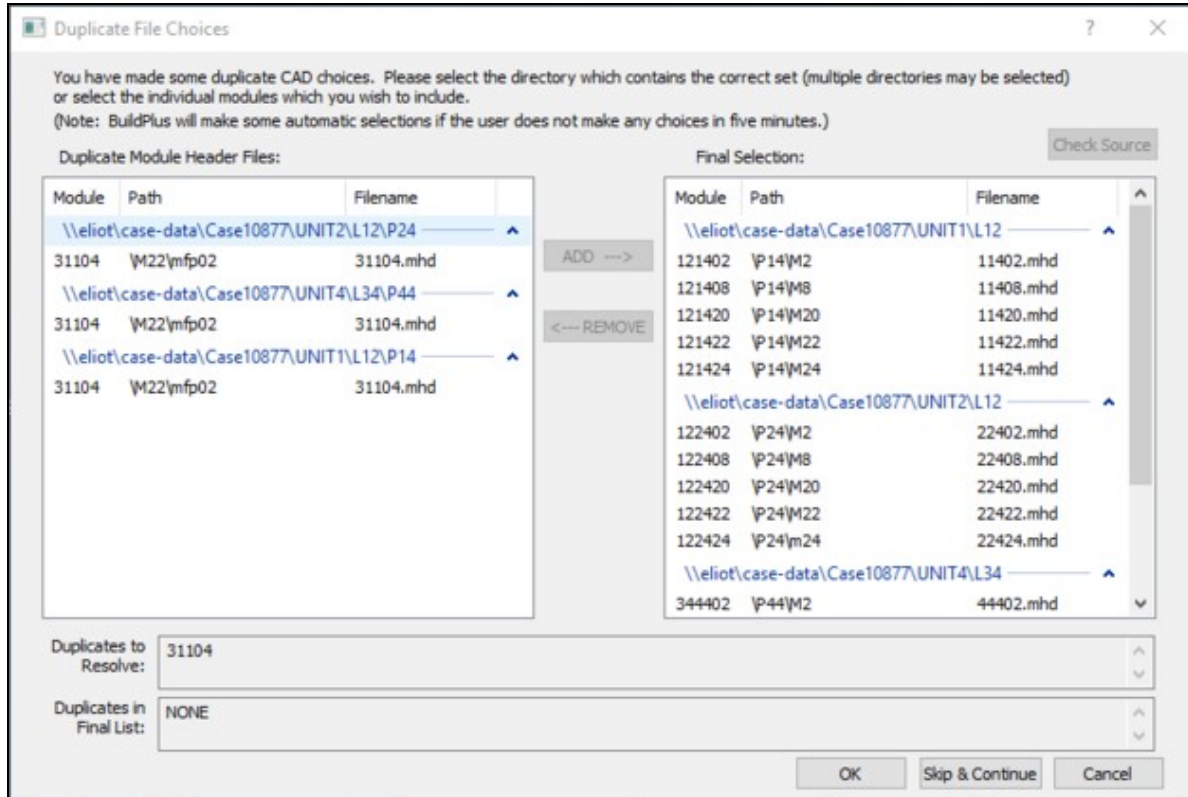 Duplicate File Choices
You have made some duplicate CAD choices. Please select the directory which contains the correct set (multiple directories may be selected)
or select the individual modules which you wish to include.
(Note: BuildPlus will make some automatic selections if the user does not make any choices in five minutes.)
Check Source
Duplicate Module Header Files:
Module Path Filename
\\eliot\case-data\Case10877\UNIT2\L12\P24
31104 \M22\mfp02 31104.mhd
\\eliot\case-data\Case10877\UNIT4\L34\P44
31104 \M22\mfp02 31104.mhd
\\eliot\case-data\Case10877\UNIT1\L12\P14
31104 \M22\mfp02 31104.mhd
ADD --->
<--- REMOVE
Final Selection:
Module Path Filename
\\eliot\case-data\Case10877\UNIT1\L12
121402 \P14\M2 11402.mhd
121408 \P14\M8 11408.mhd
121420 \P14\M20 11420.mhd
121422 \P14\M22 11422.mhd
121424 \P14\M24 11424.mhd
\\eliot\case-data\Case10877\UNIT2\L12
122402 \P24\M2 22402.mhd
122408 \P24\M8 22408.mhd
122420 \P24\M20 22420.mhd
122422 \P24\M22 22422.mhd
122424 \P24\m24 22424.mhd
\\eliot\case-data\Case10877\UNIT4\L34
344402 \P44\M2 44402.mhd
Duplicates to
Resolve:
31104
Duplicates in
Final List:
NONE
OK Skip & Continue Cancel